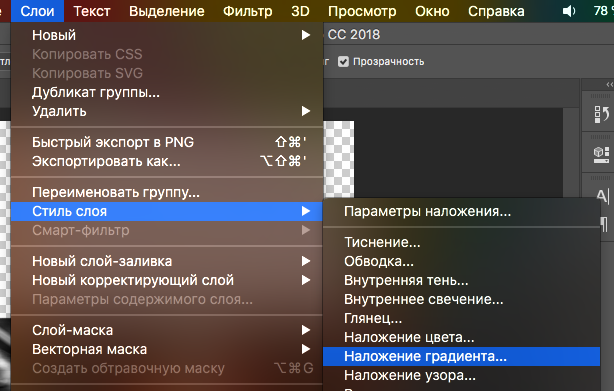 Слои Текст Выделение Фильтр 3D Просмотр Окно Справка 78
CC 2018
Прозрачность
Новый
Копировать CSS
Копировать SVG
Дубликат группы...
Удалить
Быстрый экспорт в PNG ⇧⌘'
Экспортировать как... ⌥⇧⌘'
Переименовать группу...
Стиль слоя
Смарт-фильтр
Новый слой-заливка
Новый корректирующий слой
Параметры содержимого слоя...
Слой-маска
Векторная маска
Создать обтравочную маску ⌥⌘G
Параметры наложения...
Тиснение...
Обводка...
Внутренняя тень...
Внутреннее свечение...
Глянец...
Наложение цвета...
Наложение градиента...
Наложение узора...